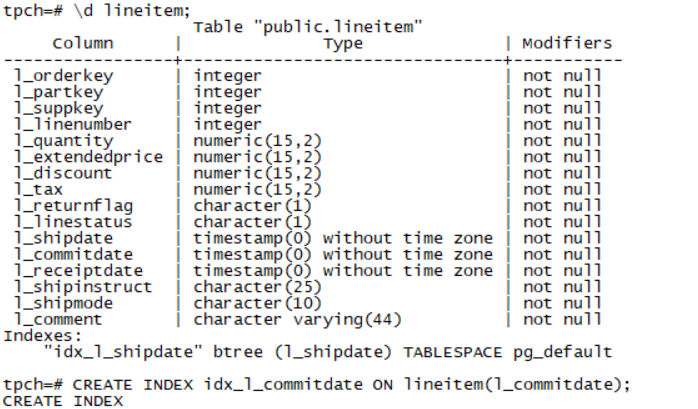 tpch=# \d lineitem;
Table "public.lineitem"
Column | Type | Modifiers
-----------------+--------------------------------+-----------
l_orderkey | integer | not null
l_partkey | integer | not null
l_suppkey | integer | not null
l_linenumber | integer | not null
l_quantity | numeric(15,2) | not null
l_extendedprice | numeric(15,2) | not null
l_discount | numeric(15,2) | not null
l_tax | numeric(15,2) | not null
l_returnflag | character(1) | not null
l_linestatus | character(1) | not null
l_shipdate | timestamp(0) without time zone | not null
l_commitdate | timestamp(0) without time zone | not null
l_receiptdate | timestamp(0) without time zone | not null
l_shipinstruct | character(25) | not null
l_shipmode | character(10) | not null
l_comment | character varying(44) | not null
Indexes:
"idx_l_shipdate" btree (l_shipdate) TABLESPACE pg_default
tpch=# CREATE INDEX idx_l_commitdate ON lineitem(l_commitdate);
CREATE INDEX